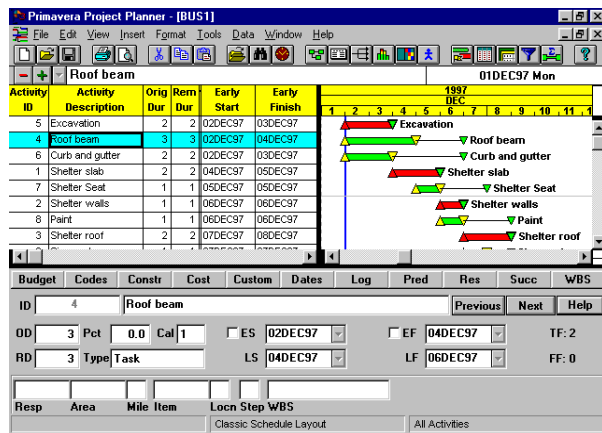 Primavera Project Planner - [BUS1]
File Edit View Insert Format Tools Data Window Help
Roof beam 01DEC97 Mon
Activity Activity Orig Rem Early Early 1997
ID Description Dur Dur Start Finish DEC
1 2 3 4 5 6 7 8 9 10 11 1
5 Excavation 2 2 02DEC97 03DEC97 Excavation
4 Roof beam 3 3 02DEC97 04DEC97 Roof beam
6 Curb and gutter 2 2 02DEC97 03DEC97 Curb and gutter
1 Shelter slab 2 2 04DEC97 05DEC97 Shelter slab
7 Shelter Seat 1 1 05DEC97 05DEC97 Shelter Seat
2 Shelter walls 1 1 06DEC97 06DEC97 Shelter walls
8 Paint 1 1 06DEC97 06DEC97 Paint
3 Shelter roof 2 2 07DEC97 08DEC97 Shelter roof
Budget Codes Constr Cost Custom Dates Log Pred Res Succ WBS
ID 4 Roof beam Previous Next Help
OD 3 Pct 0.0 Cal 1 ES 02DEC97 EF 04DEC97 TF: 2
RD 3 Type Task LS 04DEC97 LF 06DEC97 FF: 0
Resp Area Mile Item Locn Step WBS
Classic Schedule Layout All Activities